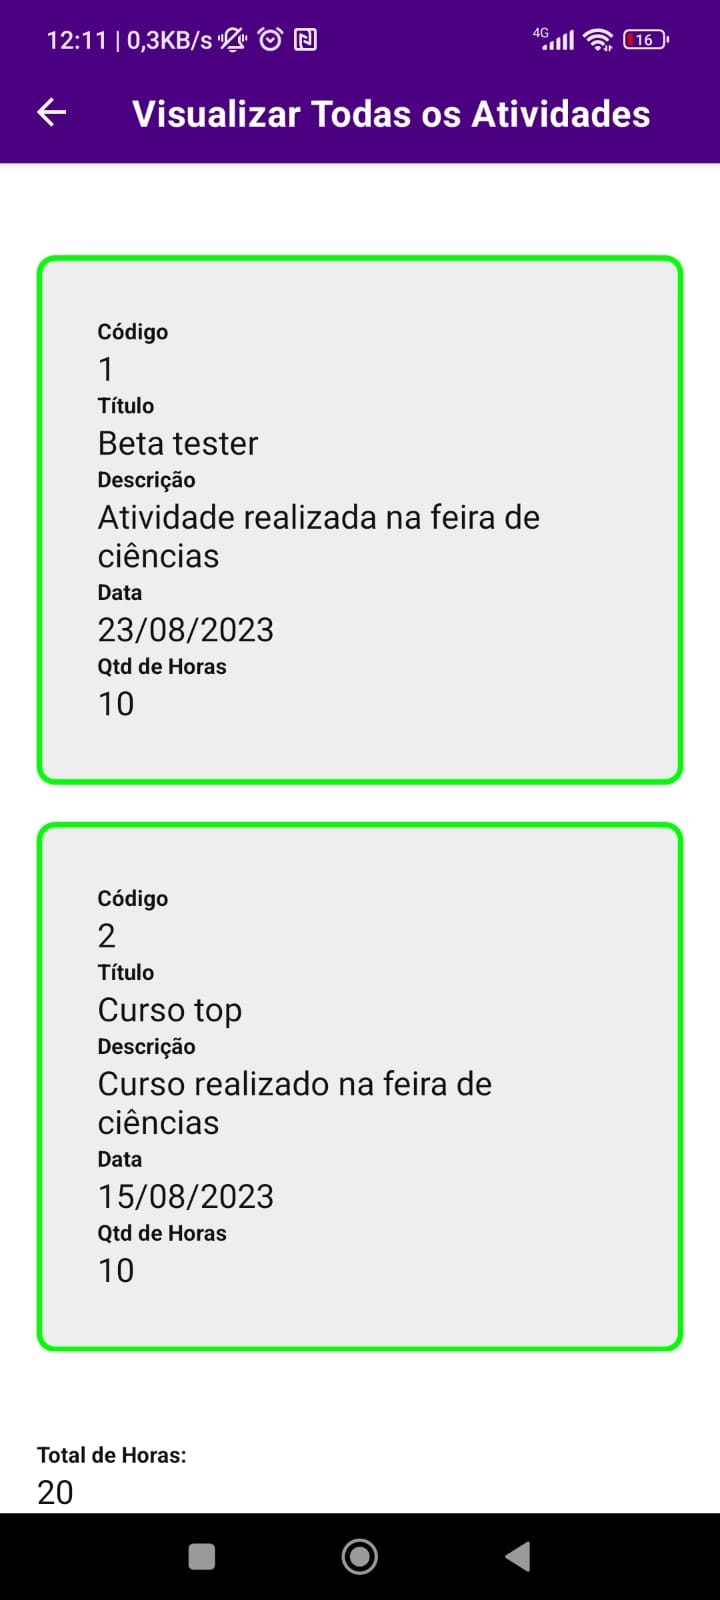 12:11 | 0,3KB/s 4G 16
Visualizar Todas os Atividades
Código
1
Título
Beta tester
Descrição
Atividade realizada na feira de
ciências
Data
23/08/2023
Qtd de Horas
10
Código
2
Título
Curso top
Descrição
Curso realizado na feira de
ciências
Data
15/08/2023
Qtd de Horas
10
Total de Horas:
20